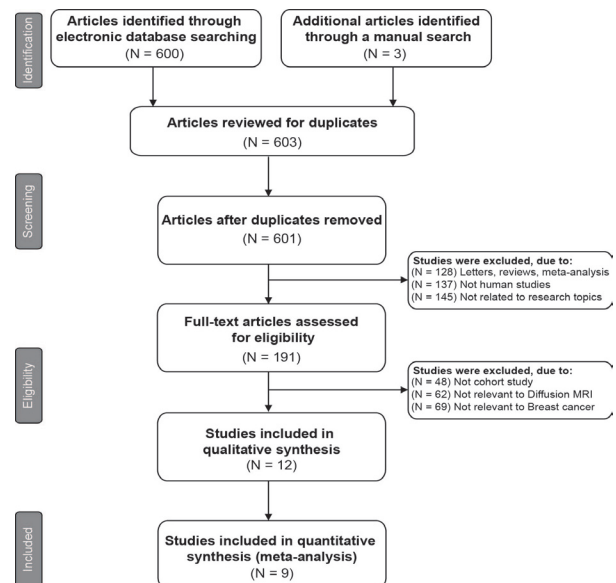 Identification
Articles identified through
electronic database searching
(N = 600)
Additional articles identified
through a manual search
(N = 3)
Articles reviewed for duplicates
(N = 603)
Screening
Articles after duplicates removed
(N = 601)
Studies were excluded, due to:
(N = 128) Letters, reviews, meta-analysis
(N = 137) Not human studies
(N = 145) Not related to research topics
Full-text articles assessed
for eligibility
(N = 191)
Eligibility
Studies were excluded, due to:
(N = 48) Not cohort study
(N = 62) Not relevant to Diffusion MRI
(N = 69) Not relevant to Breast cancer
Studies included in
qualitative synthesis
(N = 12)
Included
Studies included in quantitative
synthesis (meta-analysis)
(N = 9)